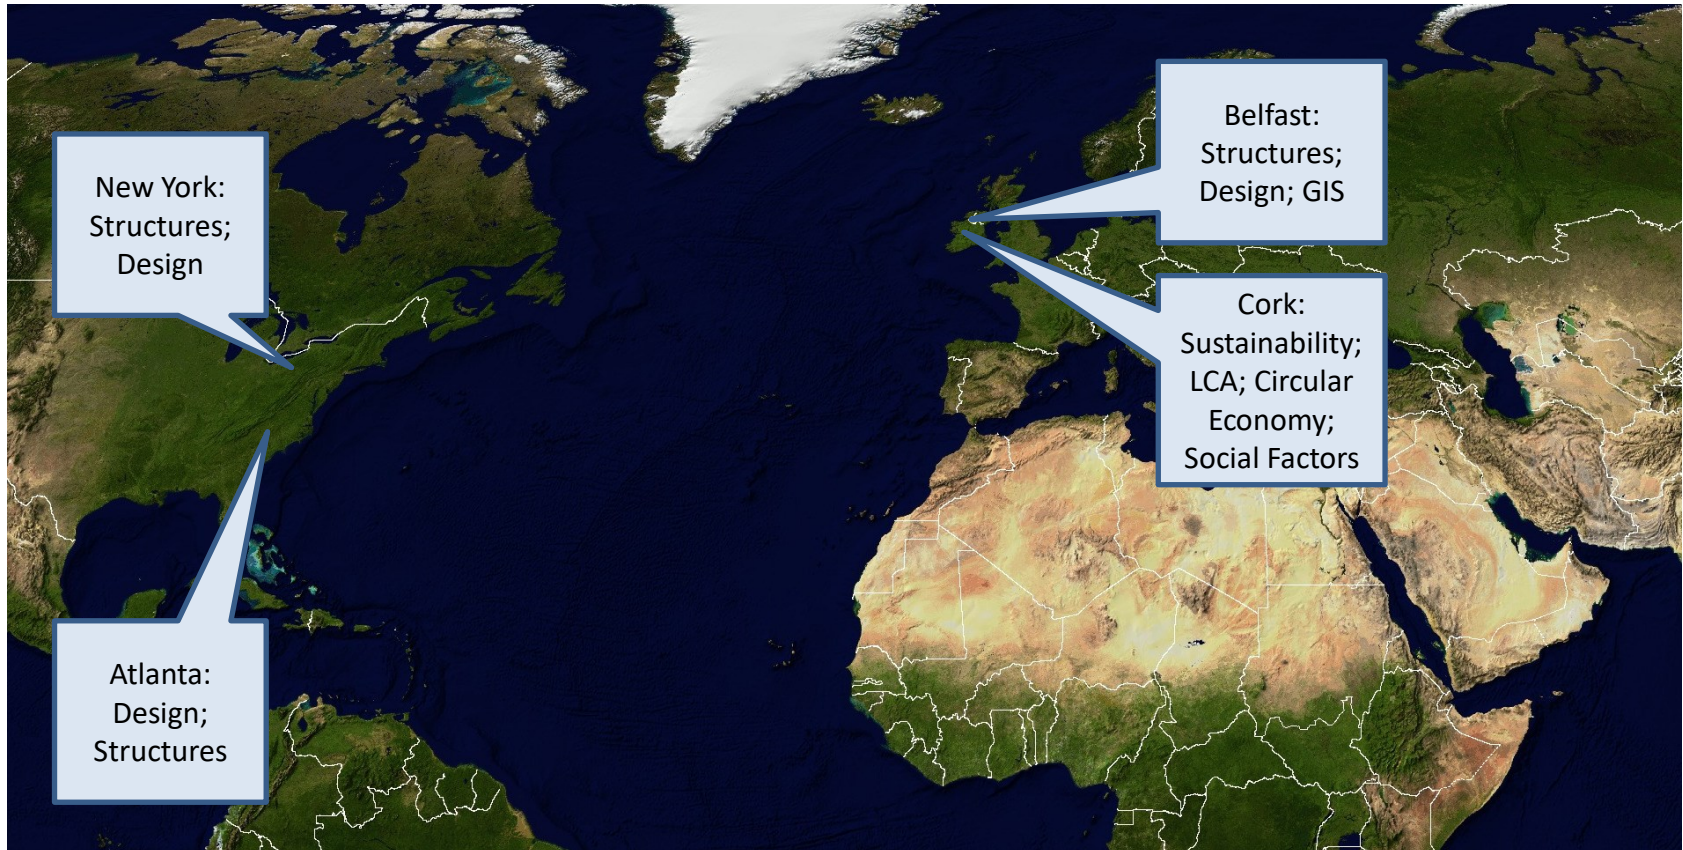 New York:
Structures;
Design
Belfast:
Structures;
Design; GIS
Cork:
Sustainability;
LCA; Circular
Economy;
Social Factors
Atlanta:
Design;
Structures